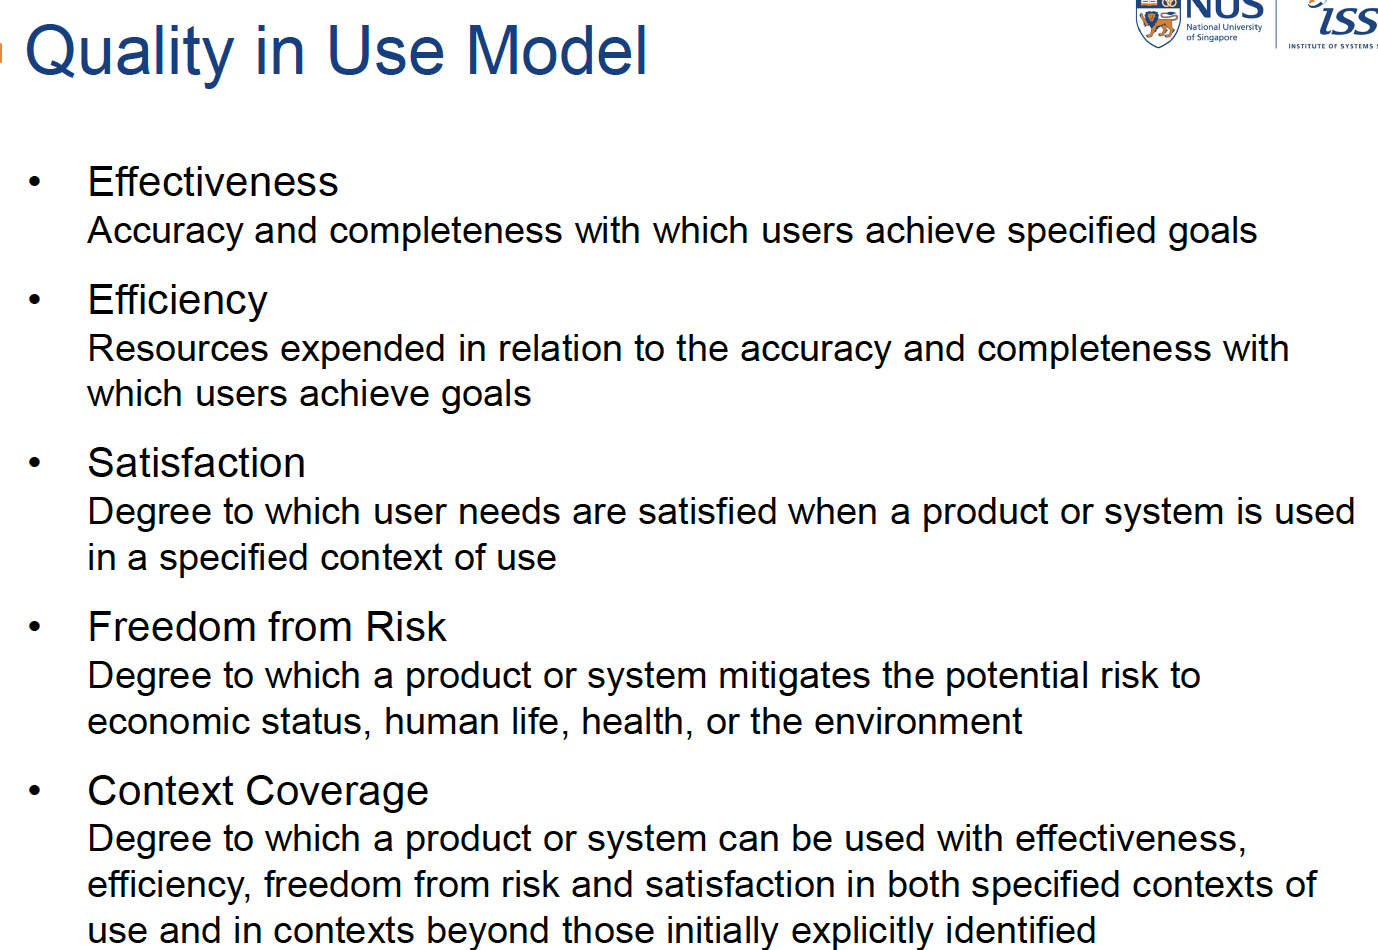 Quality in Use Model
NUS
National University
of Singapore
iss
INSTITUTE OF SYSTEMS
• Effectiveness
Accuracy and completeness with which users achieve specified goals
• Efficiency
Resources expended in relation to the accuracy and completeness with
which users achieve goals
• Satisfaction
Degree to which user needs are satisfied when a product or system is used
in a specified context of use
• Freedom from Risk
Degree to which a product or system mitigates the potential risk to
economic status, human life, health, or the environment
• Context Coverage
Degree to which a product or system can be used with effectiveness,
efficiency, freedom from risk and satisfaction in both specified contexts of
use and in contexts beyond those initially explicitly identified